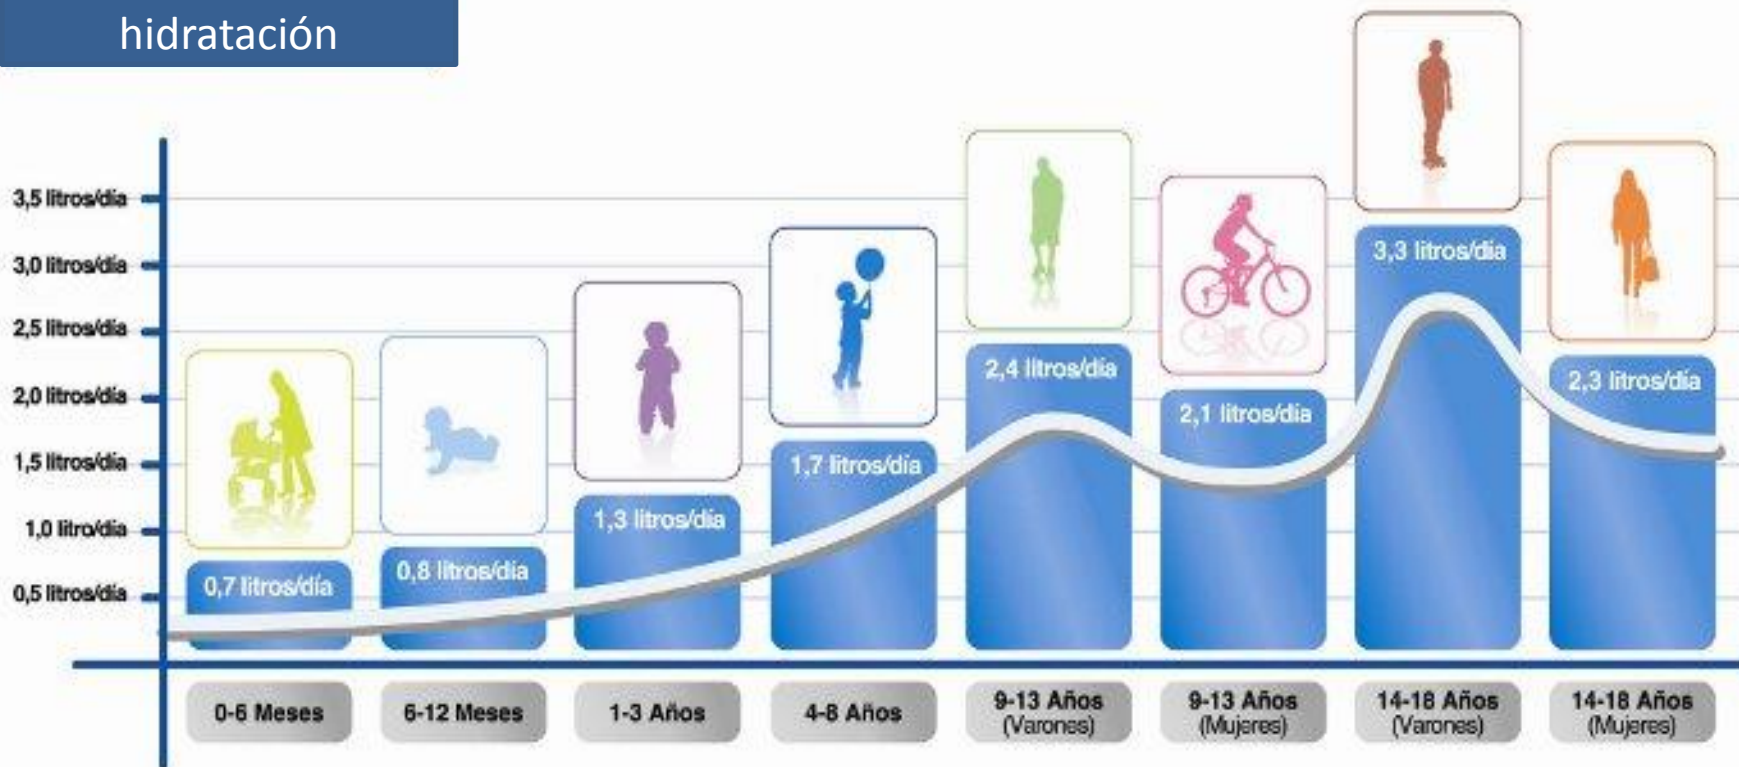 hidratación
3,5 litros/día
3,0 litros/día
2,5 litros/día
2,0 litros/día
1,5 litros/día
1,0 litro/día
0,5 litros/día
0,7 litros/día
0,8 litros/día
1,3 litros/día
1,7 litros/día
2,4 litros/día
2,1 litros/día
3,3 litros/día
2,3 litros/día
0-6 Meses
6-12 Meses
1-3 Años
4-8 Años
9-13 Años
(Varones)
9-13 Años
(Mujeres)
14-18 Años
(Varones)
14-18 Años
(Mujeres)